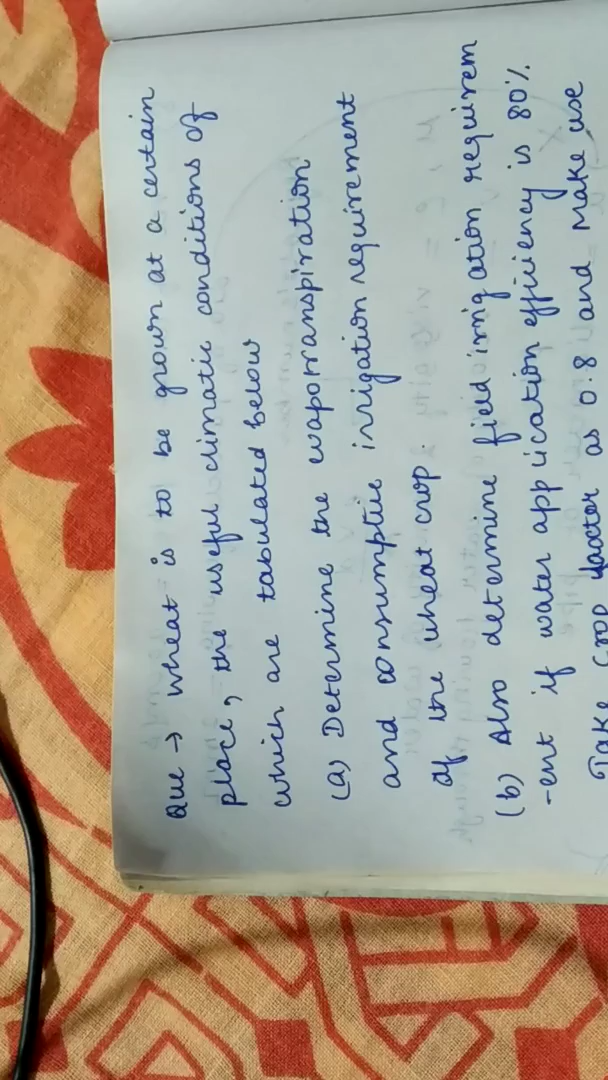 Que → wheat is to be grown at a certain
place, the useful climatic conditions of
which are tabulated below
(a) Determine the evapotranspiration
and consumptive irrigation requirement
of the wheat crop.
(b) Also determine field irrigation requirem
-ent if water application efficiency is 80%.
Take Crop factor as 0.8 and Make use